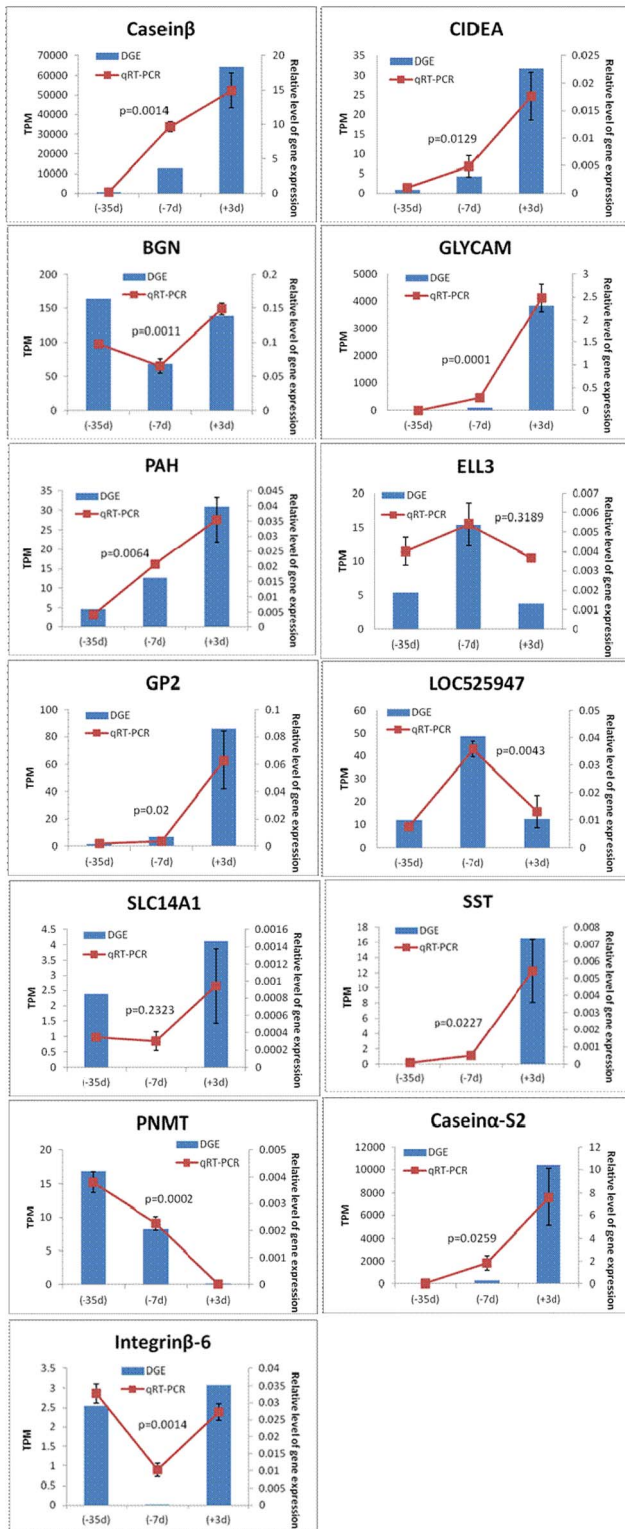 Caseinβ
DGE
qRT-PCR
p=0.0014
TPM
70000
60000
50000
40000
30000
20000
10000
0
20
15
10
5
0
Relative level of gene expression
(-35d) (-7d) (+3d)
CIDEA
DGE
qRT-PCR
p=0.0129
TPM
35
30
25
20
15
10
5
0
0.025
0.02
0.015
0.01
0.005
0
Relative level of gene expression
(-35d) (-7d) (+3d)
BGN
DGE
qRT-PCR
p=0.0011
TPM
200
150
100
50
0
0.2
0.15
0.1
0.05
0
Relative level of gene expression
(-35d) (-7d) (+3d)
GLYCAM
DGE
qRT-PCR
p=0.0001
TPM
5000
4000
3000
2000
1000
0
3
2.5
2
1.5
1
0.5
0
Relative level of gene expression
(-35d) (-7d) (+3d)
PAH
DGE
qRT-PCR
p=0.0064
TPM
35
30
25
20
15
10
5
0
0.045
0.04
0.035
0.03
0.025
0.02
0.015
0.01
0.005
0
Relative level of gene expression
(-35d) (-7d) (+3d)
ELL3
DGE
qRT-PCR
p=0.3189
TPM
20
15
10
5
0
0.007
0.006
0.005
0.004
0.003
0.002
0.001
0
Relative level of gene expression
(-35d) (-7d) (+3d)
GP2
DGE
qRT-PCR
p=0.02
TPM
100
80
60
40
20
0
0.1
0.08
0.06
0.04
0.02
0
Relative level of gene expression
(-35d) (-7d) (+3d)
LOC525947
DGE
qRT-PCR
p=0.0043
TPM
60
50
40
30
20
10
0
0.05
0.04
0.03
0.02
0.01
0
Relative level of gene expression
(-35d) (-7d) (+3d)
SLC14A1
DGE
qRT-PCR
p=0.2323
TPM
4.5
4
3.5
3
2.5
2
1.5
1
0.5
0
0.0016
0.0014
0.0012
0.001
0.0008
0.0006
0.0004
0.0002
0
Relative level of gene expression
(-35d) (-7d) (+3d)
SST
DGE
qRT-PCR
p=0.0227
TPM
18
16
14
12
10
8
6
4
2
0
0.008
0.007
0.006
0.005
0.004
0.003
0.002
0.001
0
Relative level of gene expression
(-35d) (-7d) (+3d)
PNMT
DGE
qRT-PCR
p=0.0002
TPM
20
15
10
5
0
0.005
0.004
0.003
0.002
0.001
0
Relative level of gene expression
(-35d) (-7d) (+3d)
Caseinα-S2
DGE
qRT-PCR
p=0.0259
TPM
12000
10000
8000
6000
4000
2000
0
12
10
8
6
4
2
0
Relative level of gene expression
(-35d) (-7d) (+3d)
Integrinβ-6
DGE
qRT-PCR
p=0.0014
TPM
3.5
3
2.5
2
1.5
1
0.5
0
0.04
0.035
0.03
0.025
0.02
0.015
0.01
0.005
0
Relative level of gene expression
(-35d) (-7d) (+3d)